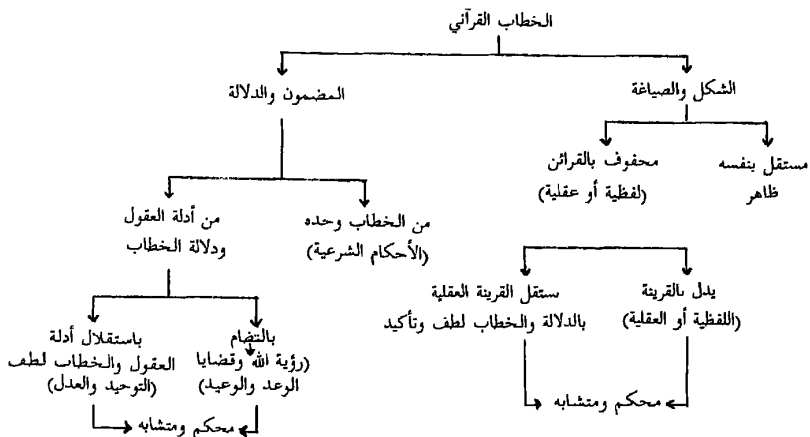 الخطاب القرآني
الشكل والصياغة
المضمون والدلالة
مستقل بنفسه
ظاهر
محفوف بالقرائن
(لفظية أو عقلية)
من الخطاب وحده
(الأحكام الشرعية)
من أدلة العقول
ودلالة الخطاب
يدل بالقرينة
(اللفظية أو العقلية)
ستقل القرينة العقلية
بالدلالة والخطاب لطف وتأكيد
بالتضام
(رؤية الله وقضايا
الوعد والوعيد)
باستقلال أدلة
العقول والخطاب لطف
(التوحيد والعدل)
محكم ومتشابه
محكم ومتشابه